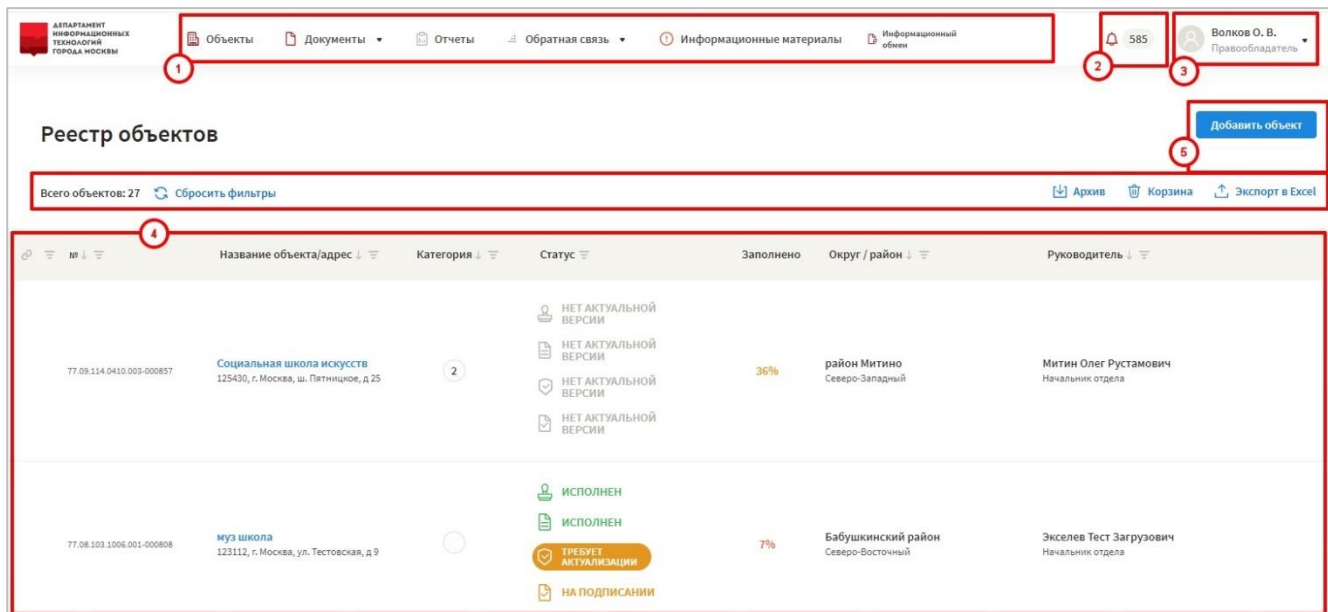 ДЕПАРТАМЕНТ
ИНФОРМАЦИОННЫХ
ТЕХНОЛОГИЙ
ГОРОДА МОСКВЫ
Объекты Документы Отчеты Обратная связь Информационные материалы Информационный
обмен
585
Волков О. В.
Правообладатель
1
2
3
Реестр объектов
Добавить объект
5
Всего объектов: 27 Сбросить фильтры Архив Корзина Экспорт в Excel
4
№ Название объекта/адрес Категория Статус Заполнено Округ / район Руководитель
НЕТ АКТУАЛЬНОЙ
ВЕРСИИ
НЕТ АКТУАЛЬНОЙ
ВЕРСИИ
77.09.114.0410.003-000857
Социальная школа искусств
125430, г. Москва, ш. Пятницкое, д 25
2
36%
район Митино
Северо-Западный
Митин Олег Рустамович
Начальник отдела
НЕТ АКТУАЛЬНОЙ
ВЕРСИИ
НЕТ АКТУАЛЬНОЙ
ВЕРСИИ
ИСПОЛНЕН
ИСПОЛНЕН
77.08.103.1006.001-000808
муз школа
123112, г. Москва, ул. Тестовская, д 9
ТРЕБУЕТ
АКТУАЛИЗАЦИИ
7%
Бабушкинский район
Северо-Восточный
Экселев Тест Загрузович
Начальник отдела
НА ПОДПИСАНИИ